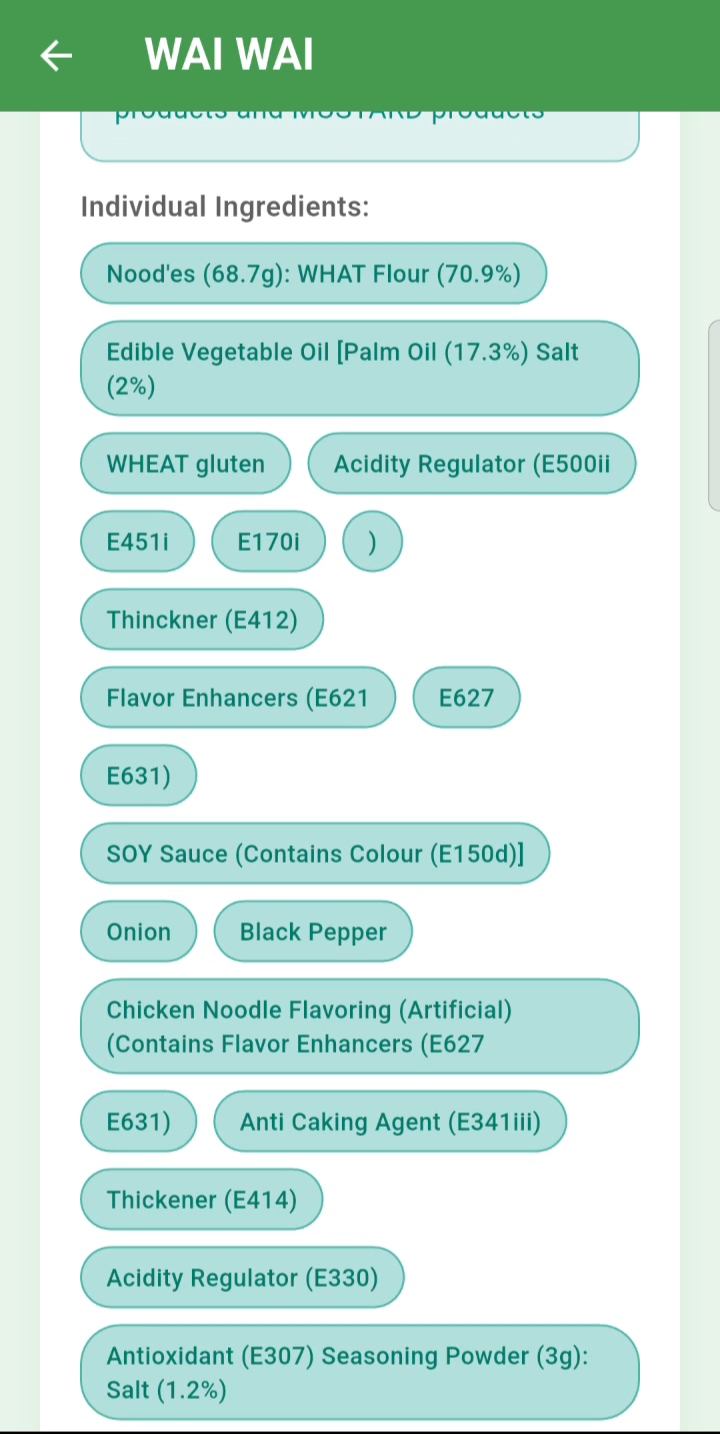 WAI WAI
products and MUSTARD products
Individual Ingredients:
Nood'es (68.7g): WHAT Flour (70.9%)
Edible Vegetable Oil [Palm Oil (17.3%) Salt
(2%)
WHEAT gluten
Acidity Regulator (E500ii
E451i
E170i
)
Thinckner (E412)
Flavor Enhancers (E621
E627
E631)
SOY Sauce (Contains Colour (E150d)]
Onion
Black Pepper
Chicken Noodle Flavoring (Artificial)
(Contains Flavor Enhancers (E627
E631)
Anti Caking Agent (E341iii)
Thickener (E414)
Acidity Regulator (E330)
Antioxidant (E307) Seasoning Powder (3g):
Salt (1.2%)